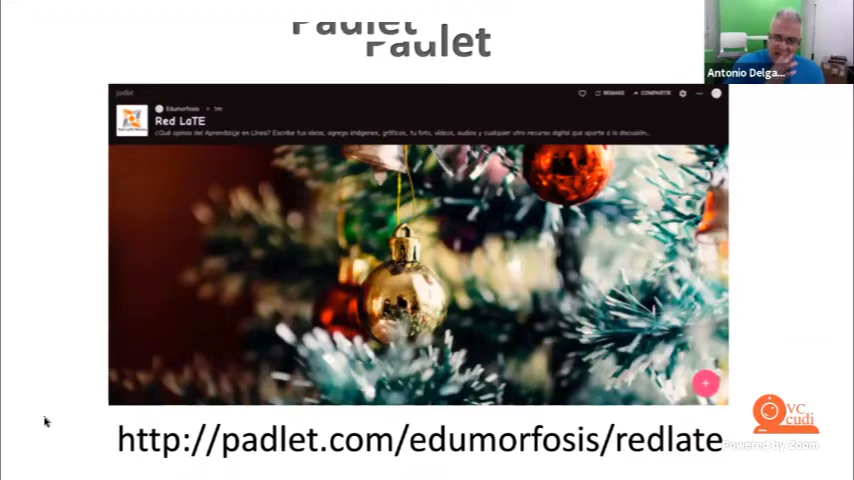 Padlet
Padlet
Antonio Delga...
padlet
Edumorfosis + 1m
REMAKE
COMPARTIR
Red LaTE
¿Qué opinas del Aprendizaje en Línea? Escribe tus ideas, agrega imágenes, gráficos, tu foto, vídeos, audios y cualquier otro recurso digital que aporte a la discusión...
VC
cudi
http://padlet.com/edumorfosis/redlate
Powered by Zoom